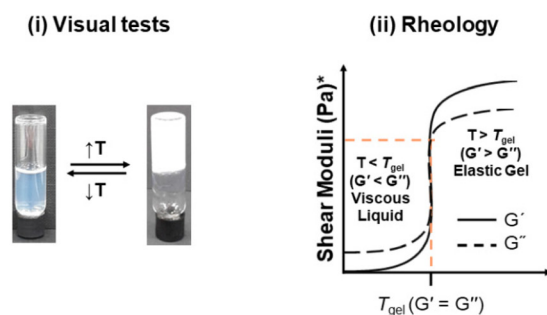 (i) Visual tests
↑T
↓T
(ii) Rheology
Shear Moduli (Pa)*
T < Tgel
(G′ < G′′)
Viscous
Liquid
T > Tgel
(G′ > G′′)
Elastic Gel
G′
G′′
Tgel (G′ = G′′)